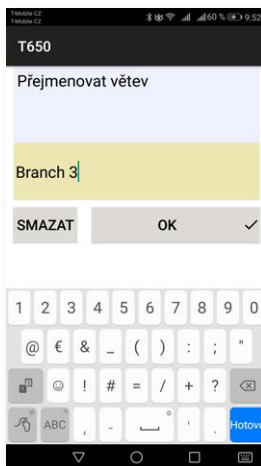 T-Mobile CZ
T-Mobile CZ
60 % 9:52
T650
Přejmenovat větev
Branch 3
SMAZAT OK
1 2 3 4 5 6 7 8 9 0
@ € & _ ( ) : ; "
! # = / + ?
ABC , - ' .
Hotovo